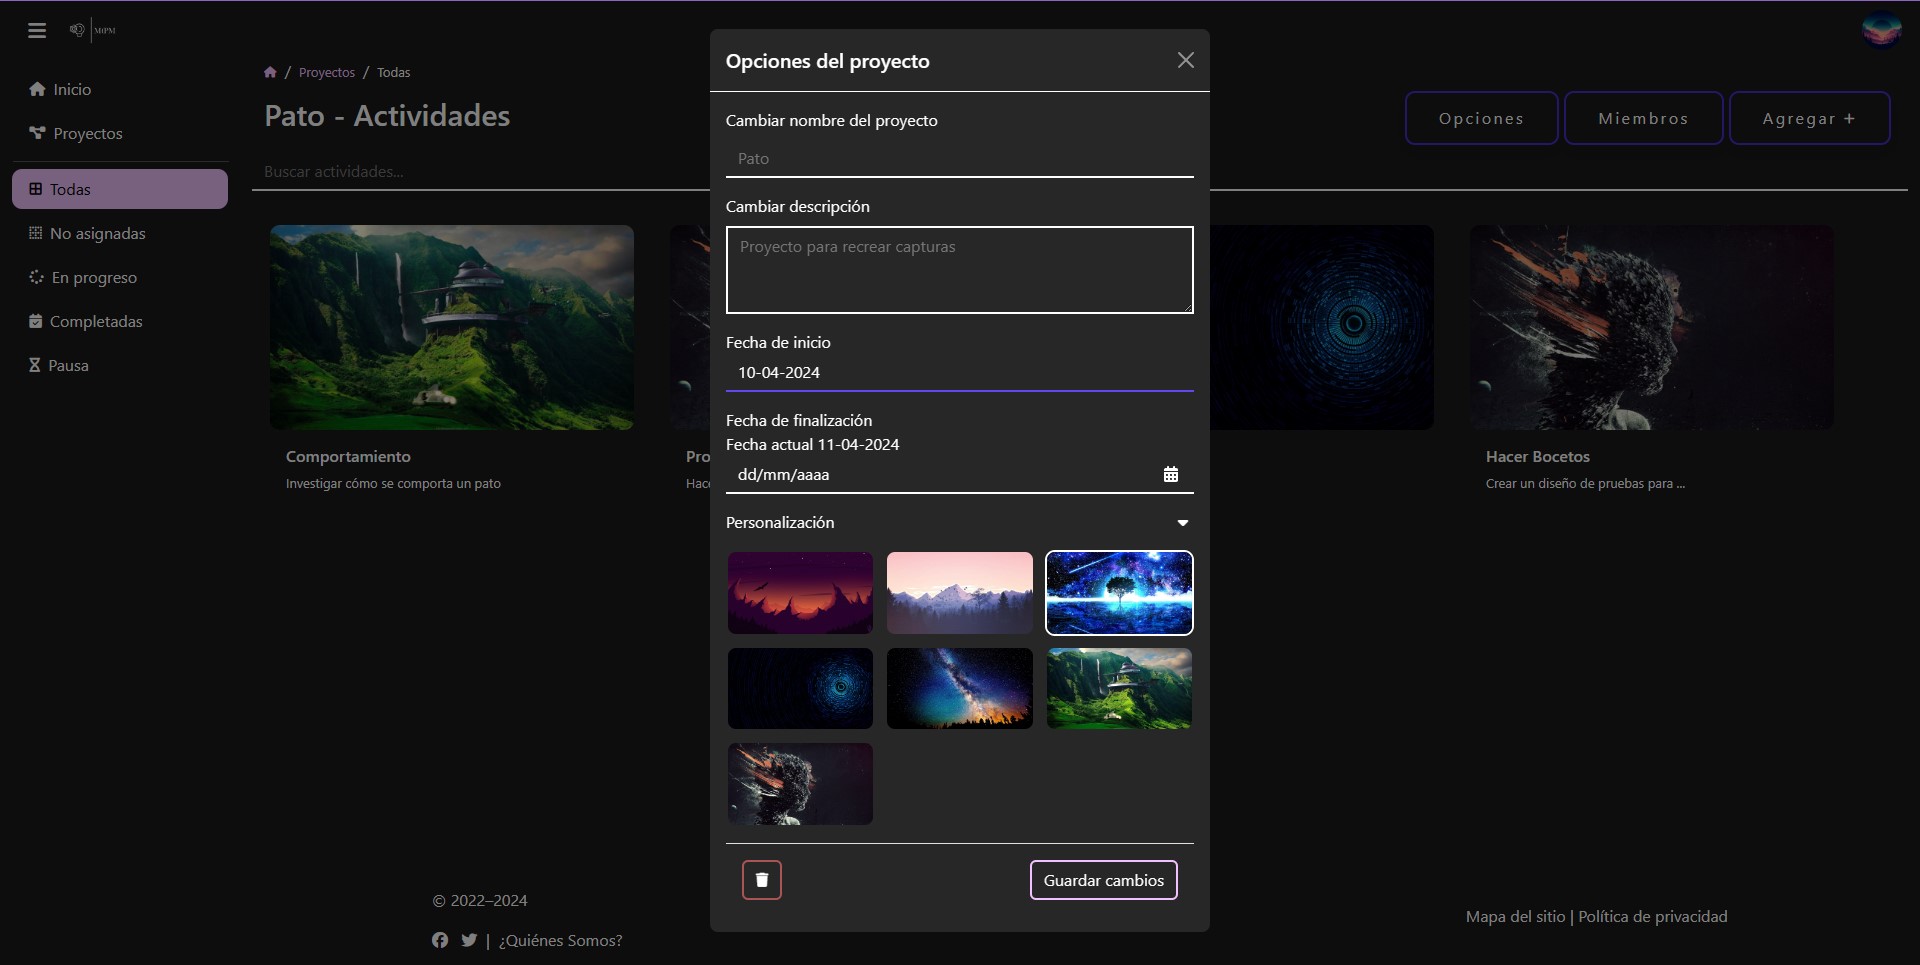 MtPM
Inicio
Proyectos
Todas
No asignadas
En progreso
Completadas
Pausa
/ Proyectos / Todas
Pato - Actividades
Opciones
Miembros
Agregar +
Buscar actividades...
Comportamiento
Investigar cómo se comporta un pato
Pro
Hace
Hacer Bocetos
Crear un diseño de pruebas para ...
Opciones del proyecto
Cambiar nombre del proyecto
Pato
Cambiar descripción
Proyecto para recrear capturas
Fecha de inicio
10-04-2024
Fecha de finalización
Fecha actual 11-04-2024
dd/mm/aaaa
Personalización
Guardar cambios
© 2022–2024
| ¿Quiénes Somos?
Mapa del sitio | Política de privacidad